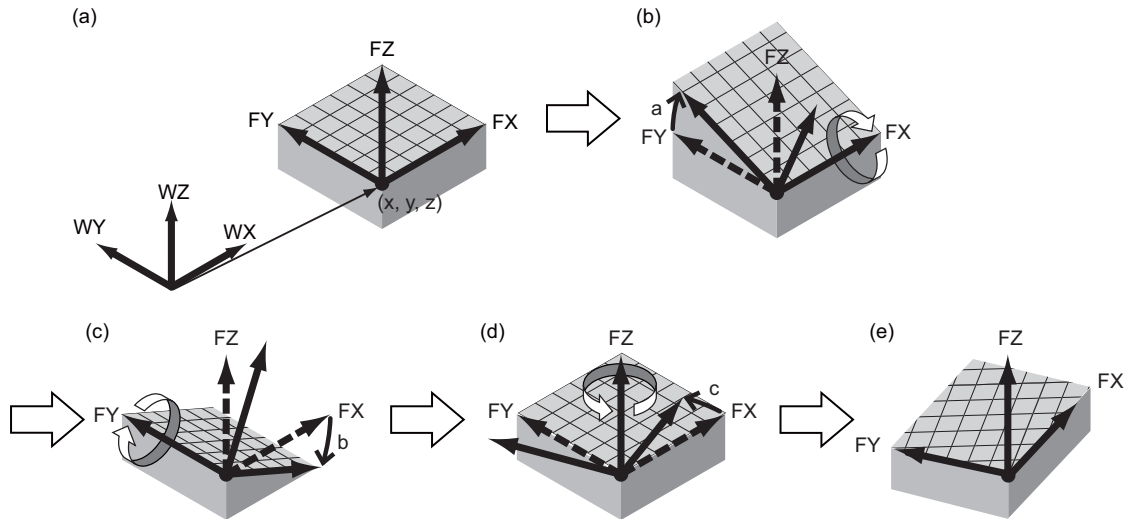 (a)
FZ
FY
FX
(x, y, z)
WZ
WY
WX
(b)
FZ
a
FY
FX
(c)
FZ
FY
FX
b
(d)
FZ
c
FY
FX
(e)
FZ
FX
FY